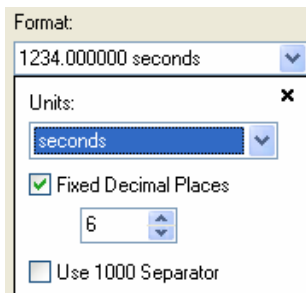 Format:
1234.000000 seconds
Units:
seconds
Fixed Decimal Places
6
Use 1000 Separator